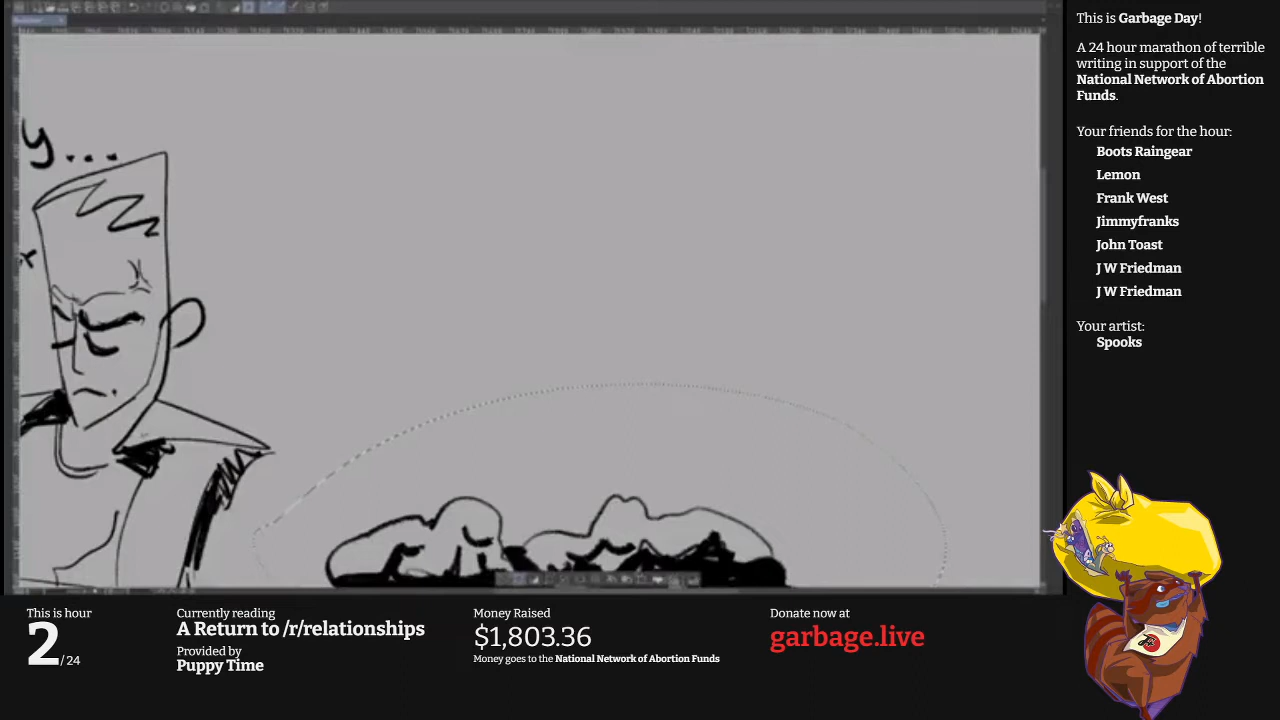 y...
This is Garbage Day!
A 24 hour marathon of terrible
writing in support of the
National Network of Abortion
Funds.
Your friends for the hour:
Boots Raingear
Lemon
Frank West
Jimmyfranks
John Toast
J W Friedman
J W Friedman
Your artist:
Spooks
This is hour
2/24
Currently reading
A Return to /r/relationships
Provided by
Puppy Time
Money Raised
$1,803.36
Money goes to the National Network of Abortion Funds
Donate now at
garbage.live